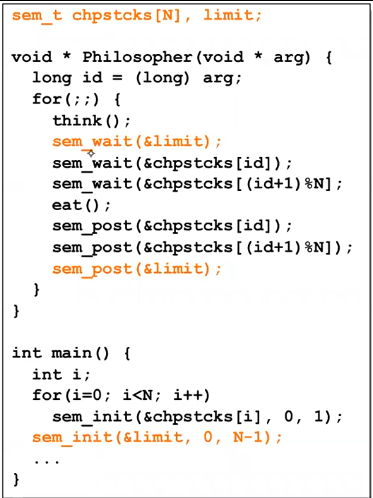 sem_t chpstcks[N], limit;
void * Philosopher(void * arg) {
long id = (long) arg;
for(;;) {
think();
sem_wait(&limit);
sem_wait(&chpstcks[id]);
sem_wait(&chpstcks[(id+1)%N];
eat();
sem_post(&chpstcks[id]);
sem_post(&chpstcks[(id+1)%N]);
sem_post(&limit);
}
}
int main() {
int i;
for(i=0; i<N; i++)
sem_init(&chpstcks[i], 0, 1);
sem_init(&limit, 0, N-1);
...
}